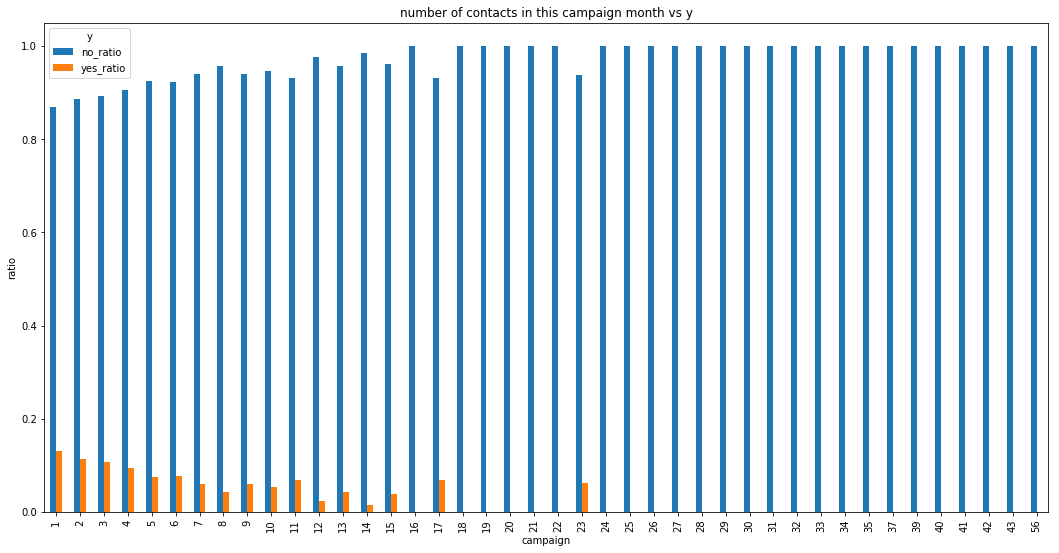 number of contacts in this campaign month vs y
y
no_ratio
yes_ratio
1.0
0.8
0.6
0.4
0.2
0.0
ratio
1 2 3 4 5 6 7 8 9 10 11 12 13 14 15 16 17 18 19 20 21 22 23 24 25 26 27 28 29 30 31 32 33 34 35 37 39 40 41 42 43 56
campaign